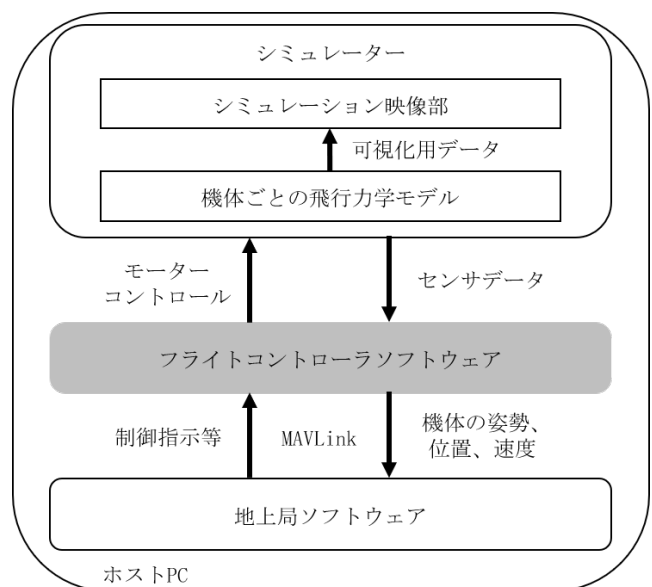 シミュレーター
シミュレーション映像部
可視化用データ
機体ごとの飛行力学モデル
モーター
コントロール
センサデータ
フライトコントローラソフトウェア
制御指示等
MAVLink
機体の姿勢、
位置、速度
地上局ソフトウェア
ホストPC